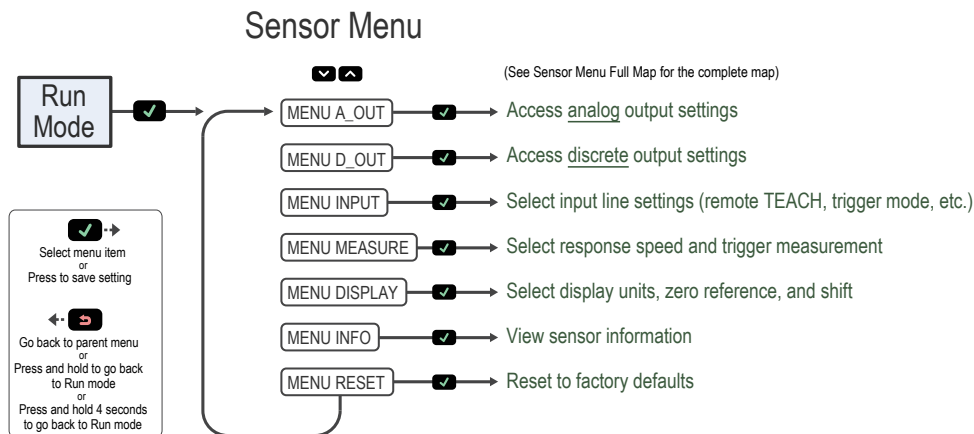 Sensor Menu
(See Sensor Menu Full Map for the complete map)
Run
Mode
MENU A_OUT
Access analog output settings
MENU D_OUT
Access discrete output settings
MENU INPUT
Select input line settings (remote TEACH, trigger mode, etc.)
MENU MEASURE
Select response speed and trigger measurement
MENU DISPLAY
Select display units, zero reference, and shift
MENU INFO
View sensor information
MENU RESET
Reset to factory defaults
Select menu item
or
Press to save setting
Go back to parent menu
or
Press and hold to go back
to Run mode
or
Press and hold 4 seconds
to go back to Run mode